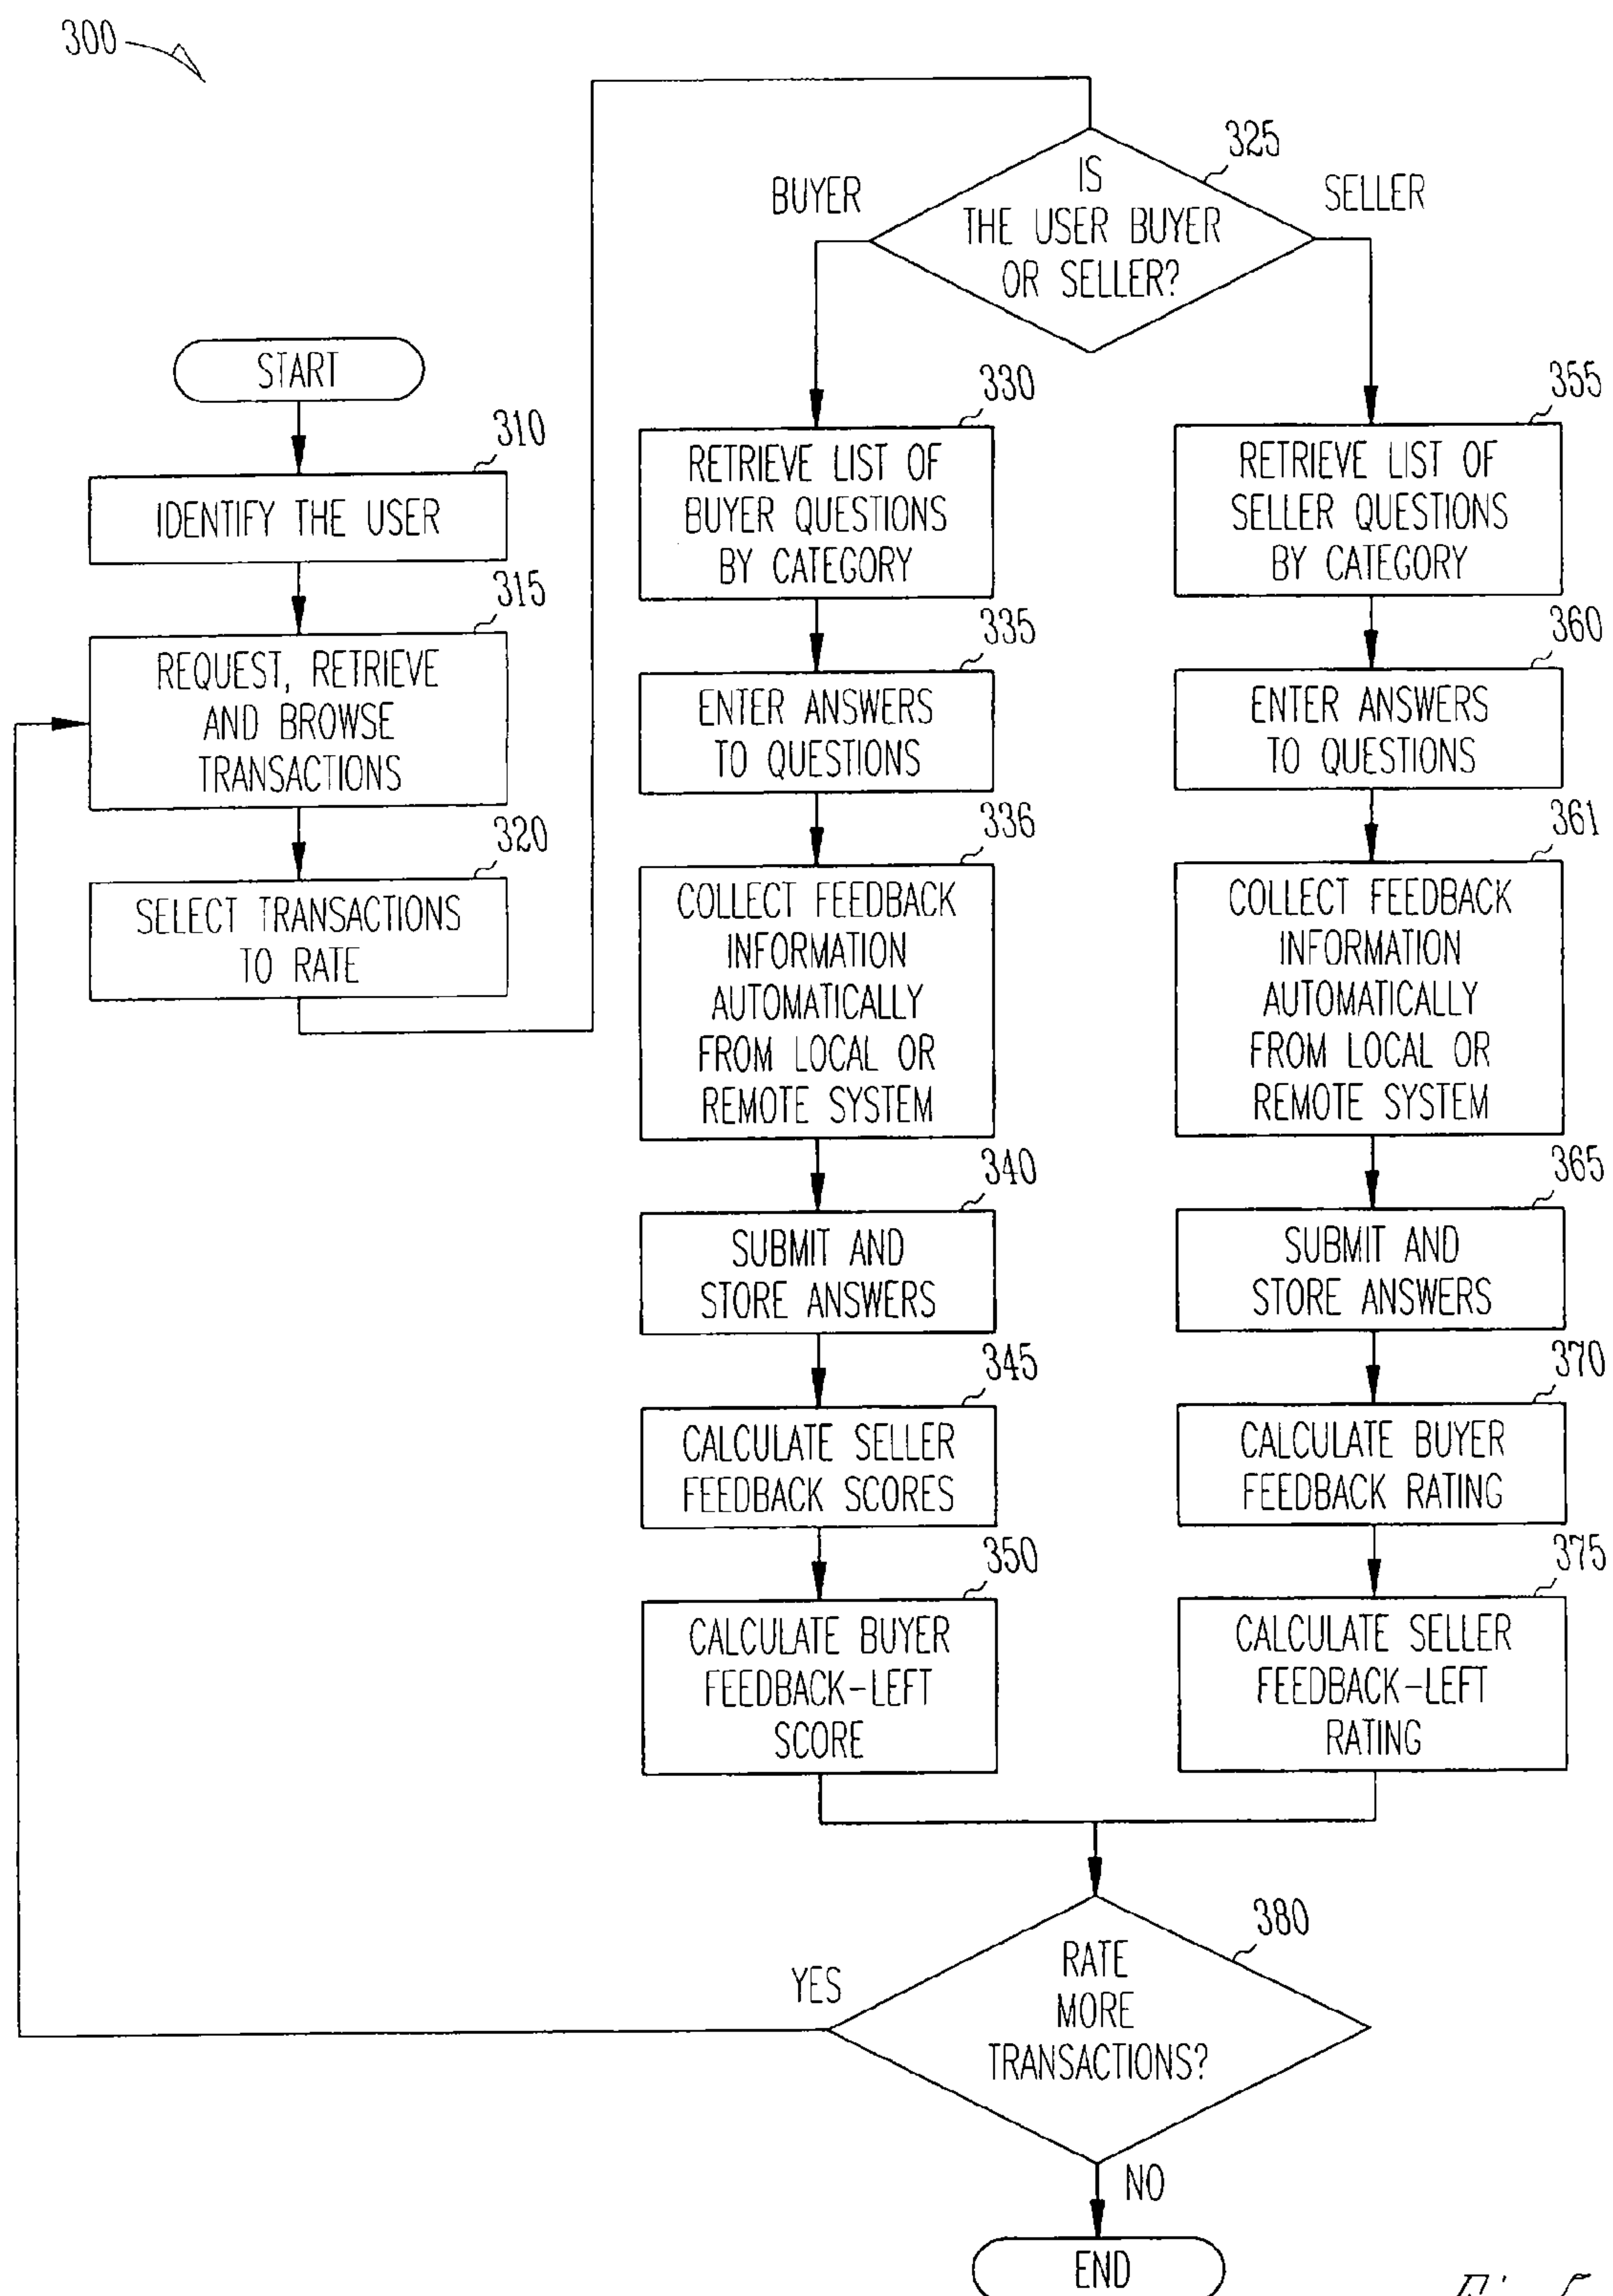 300
START
310
IDENTIFY THE USER
315
REQUEST, RETRIEVE
AND BROWSE
TRANSACTIONS
320
SELECT TRANSACTIONS
TO RATE
325
IS
THE USER BUYER
OR SELLER?
BUYER
SELLER
330
RETRIEVE LIST OF
BUYER QUESTIONS
BY CATEGORY
335
ENTER ANSWERS
TO QUESTIONS
336
COLLECT FEEDBACK
INFORMATION
AUTOMATICALLY
FROM LOCAL OR
REMOTE SYSTEM
340
SUBMIT AND
STORE ANSWERS
345
CALCULATE SELLER
FEEDBACK SCORES
350
CALCULATE BUYER
FEEDBACK-LEFT
SCORE
355
RETRIEVE LIST OF
SELLER QUESTIONS
BY CATEGORY
360
ENTER ANSWERS
TO QUESTIONS
361
COLLECT FEEDBACK
INFORMATION
AUTOMATICALLY
FROM LOCAL OR
REMOTE SYSTEM
365
SUBMIT AND
STORE ANSWERS
370
CALCULATE BUYER
FEEDBACK RATING
375
CALCULATE SELLER
FEEDBACK-LEFT
RATING
380
RATE
MORE
TRANSACTIONS?
YES
NO
END